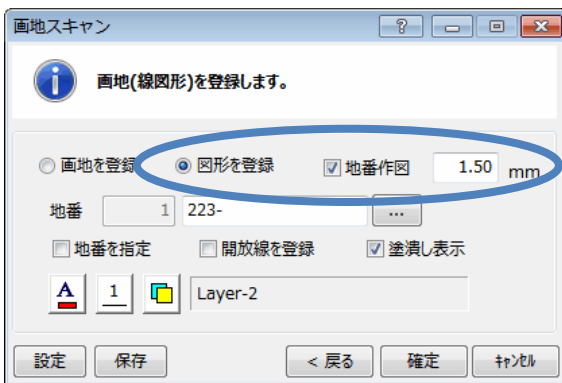 画地スキャン
画地(線図形)を登録します。
画地を登録 図形を登録 地番作図 1.50 mm
地番 1 223- ...
地番を指定 開放線を登録 塗潰し表示
A 1 Layer-2
設定 保存 < 戻る 確定 ｷｬﾝｾﾙ